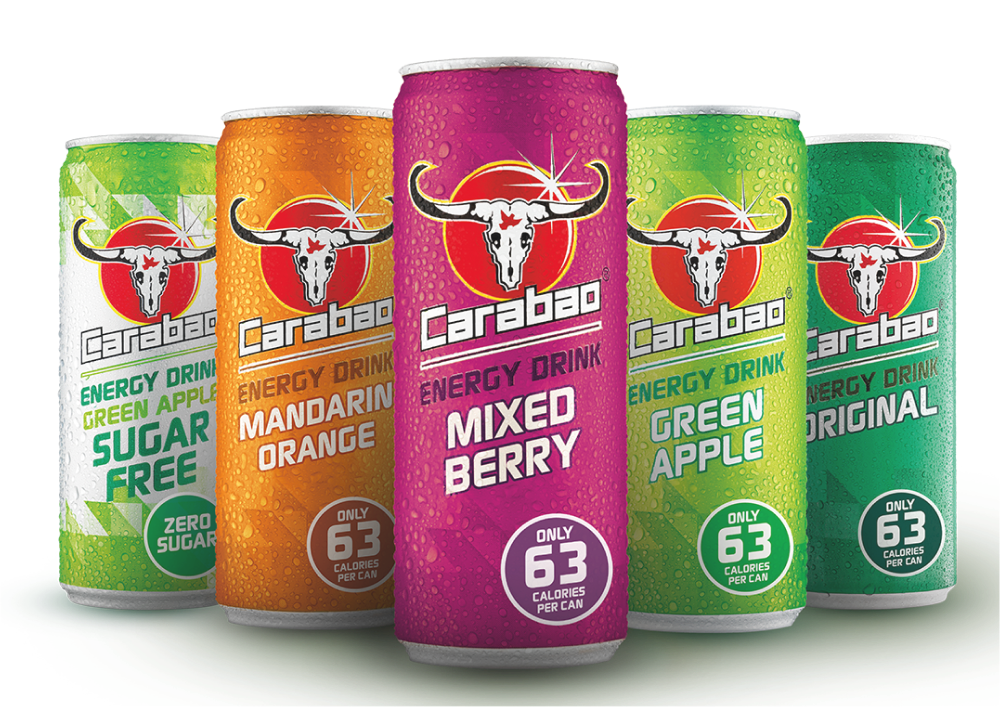 Carabao
ENERGY DRINK
GREEN APPLE
SUGAR
FREE
ZERO
SUGAR
Carabao
ENERGY DRINK
MANDARIN
ORANGE
ONLY
63
CALORIES
PER CAN
Carabao®
ENERGY DRINK
MIXED
BERRY
ONLY
63
CALORIES
PER CAN
Carabao®
ENERGY DRINK
GREEN
APPLE
ONLY
63
CALORIES
PER CAN
Carabao®
ENERGY DRINK
ORIGINAL
ONLY
63
CALORIES
PER CAN